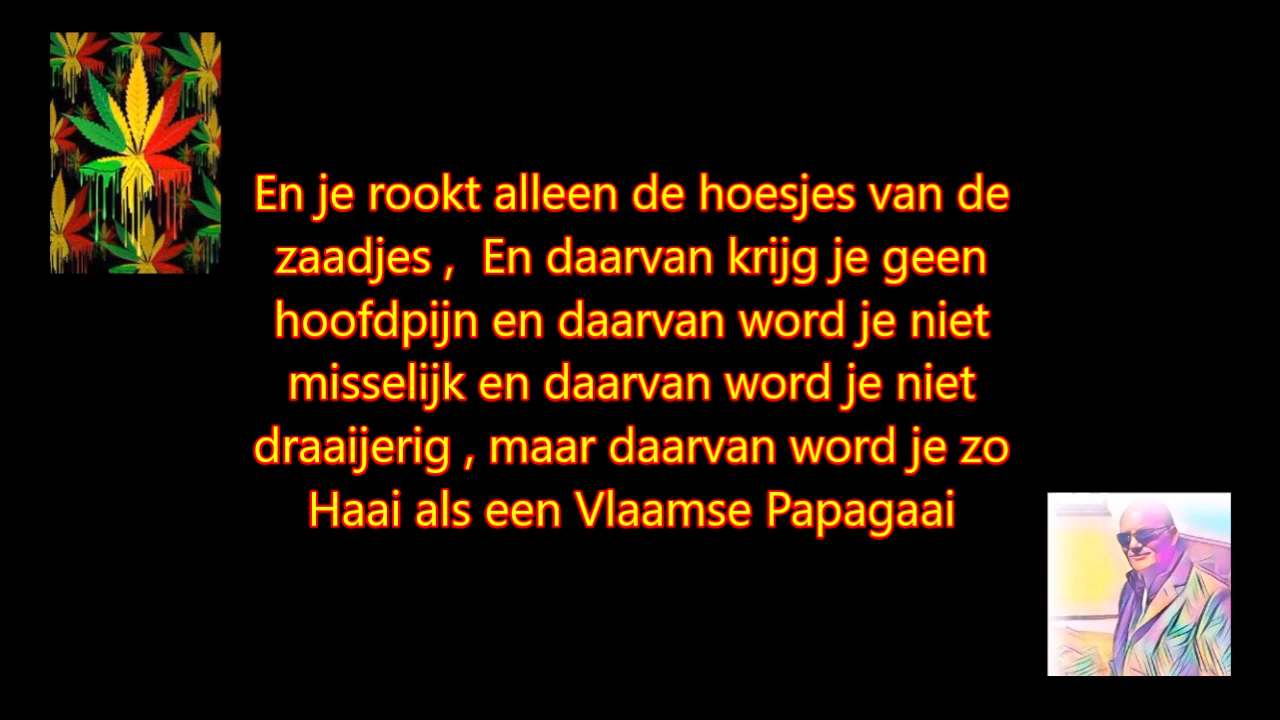 En je rookt alleen de hoesjes van de
zaadjes ,  En daarvan krijg je geen
hoofdpijn en daarvan word je niet
misselijk en daarvan word je niet
draaijerig , maar daarvan word je zo
Haai als een Vlaamse Papagaai